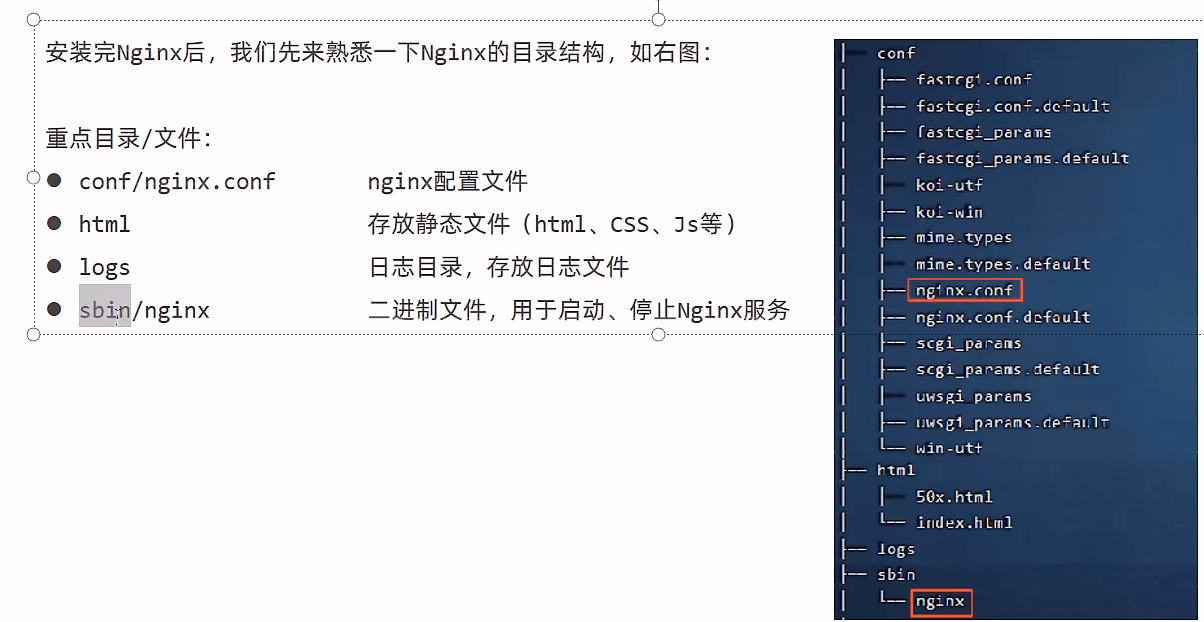 安装完Nginx后，我们先来熟悉一下Nginx的目录结构，如右图：
重点目录/文件：
● conf/nginx.conf nginx配置文件
● html 存放静态文件（html、CSS、Js等）
● logs 日志目录，存放日志文件
● sbin/nginx 二进制文件，用于启动、停止Nginx服务
├── conf
│   ├── fastcgi.conf
│   ├── fastcgi.conf.default
│   ├── fastcgi_params
│   ├── fastcgi_params.default
│   ├── koi-utf
│   ├── koi-win
│   ├── mime.types
│   ├── mime.types.default
│   ├── nginx.conf
│   ├── nginx.conf.default
│   ├── scgi_params
│   ├── scgi_params.default
│   ├── uwsgi_params
│   ├── uwsgi_params.default
│   └── win-utf
├── html
│   ├── 50x.html
│   └── index.html
├── logs
├── sbin
│   └── nginx